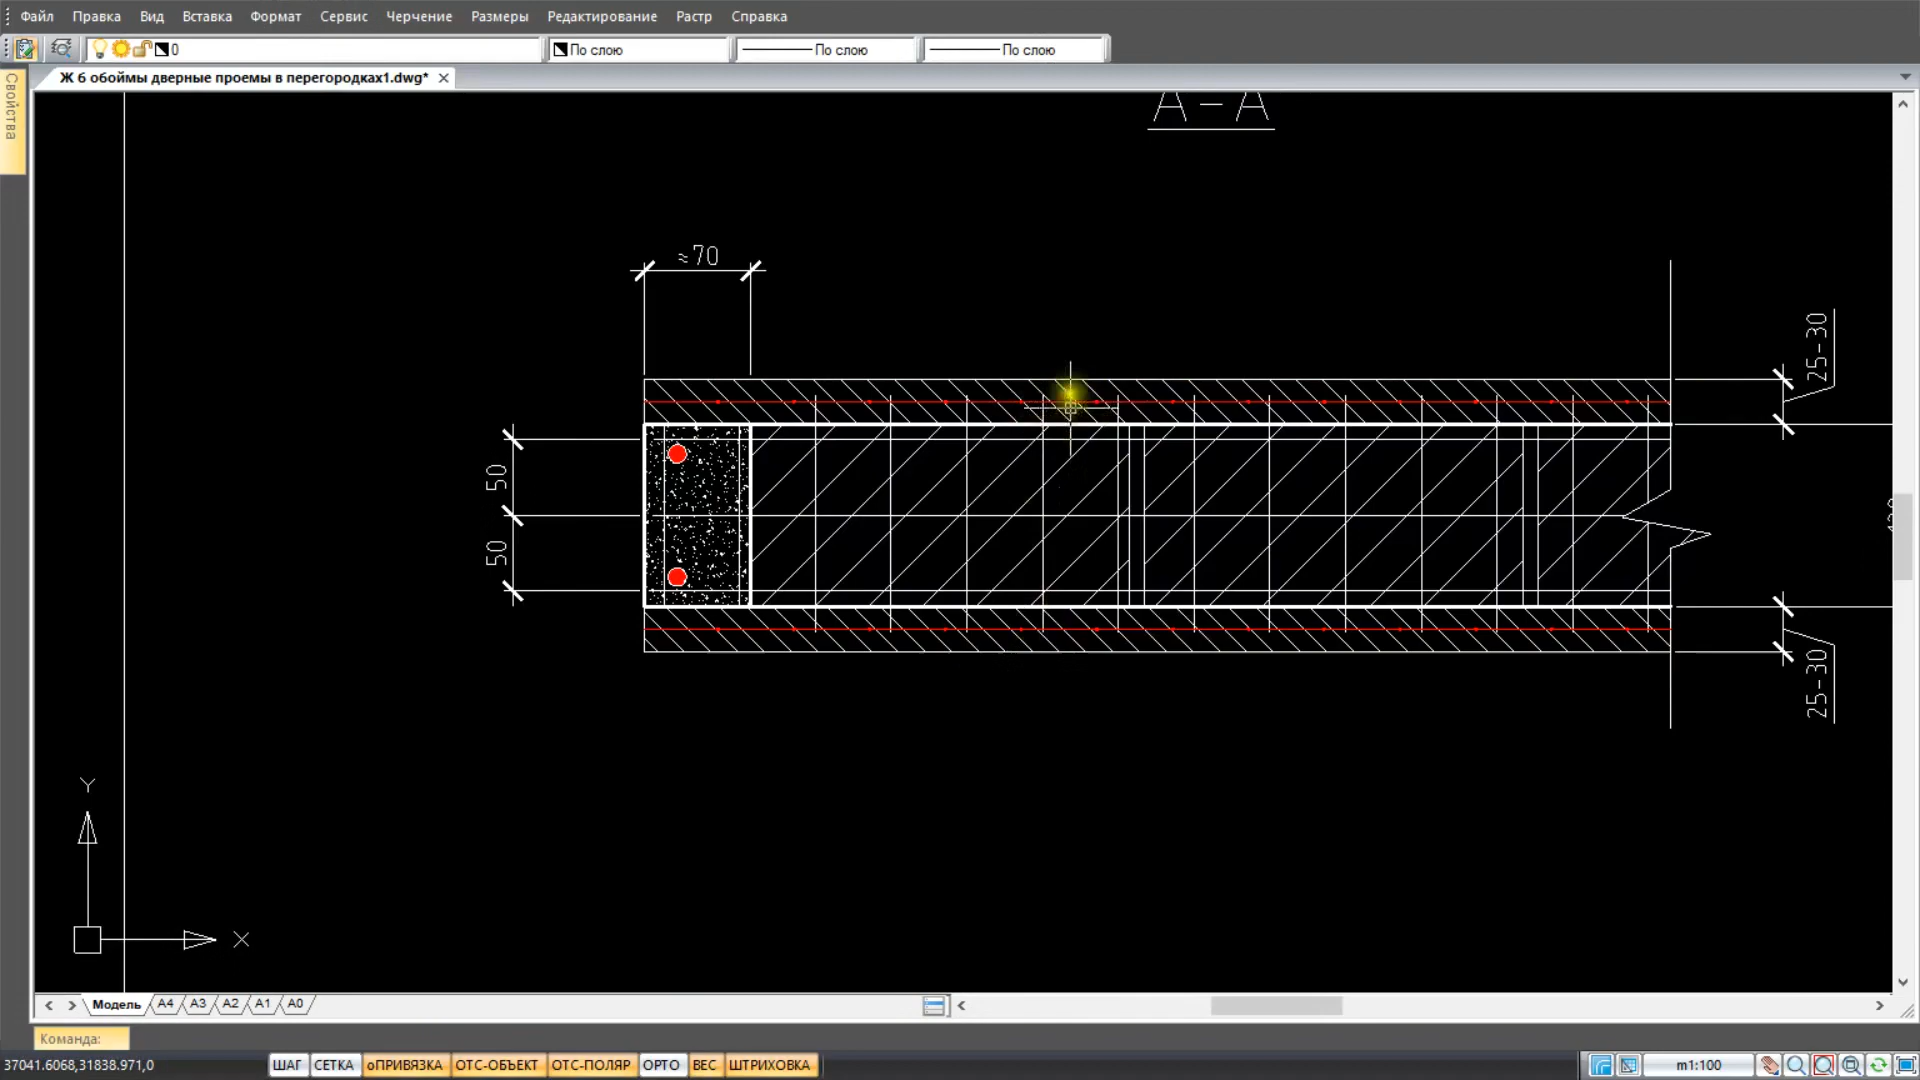 Файл Правка Вид Вставка Формат Сервис Черчение Размеры Редактирование Растр Справка
0 По слою По слою По слою
Ж 6 обоймы дверные проемы в перегородках1.dwg*
Свойства
А – А
≈70
25-30
50
50
25-30
Y
X
Модель А4 А3 А2 А1 А0
Команда:
37041.6068,31838.971,0 ШАГ СЕТКА оПРИВЯЗКА ОТС-ОБЪЕКТ ОТС-ПОЛЯР ОРТО ВЕС ШТРИХОВКА m1:100